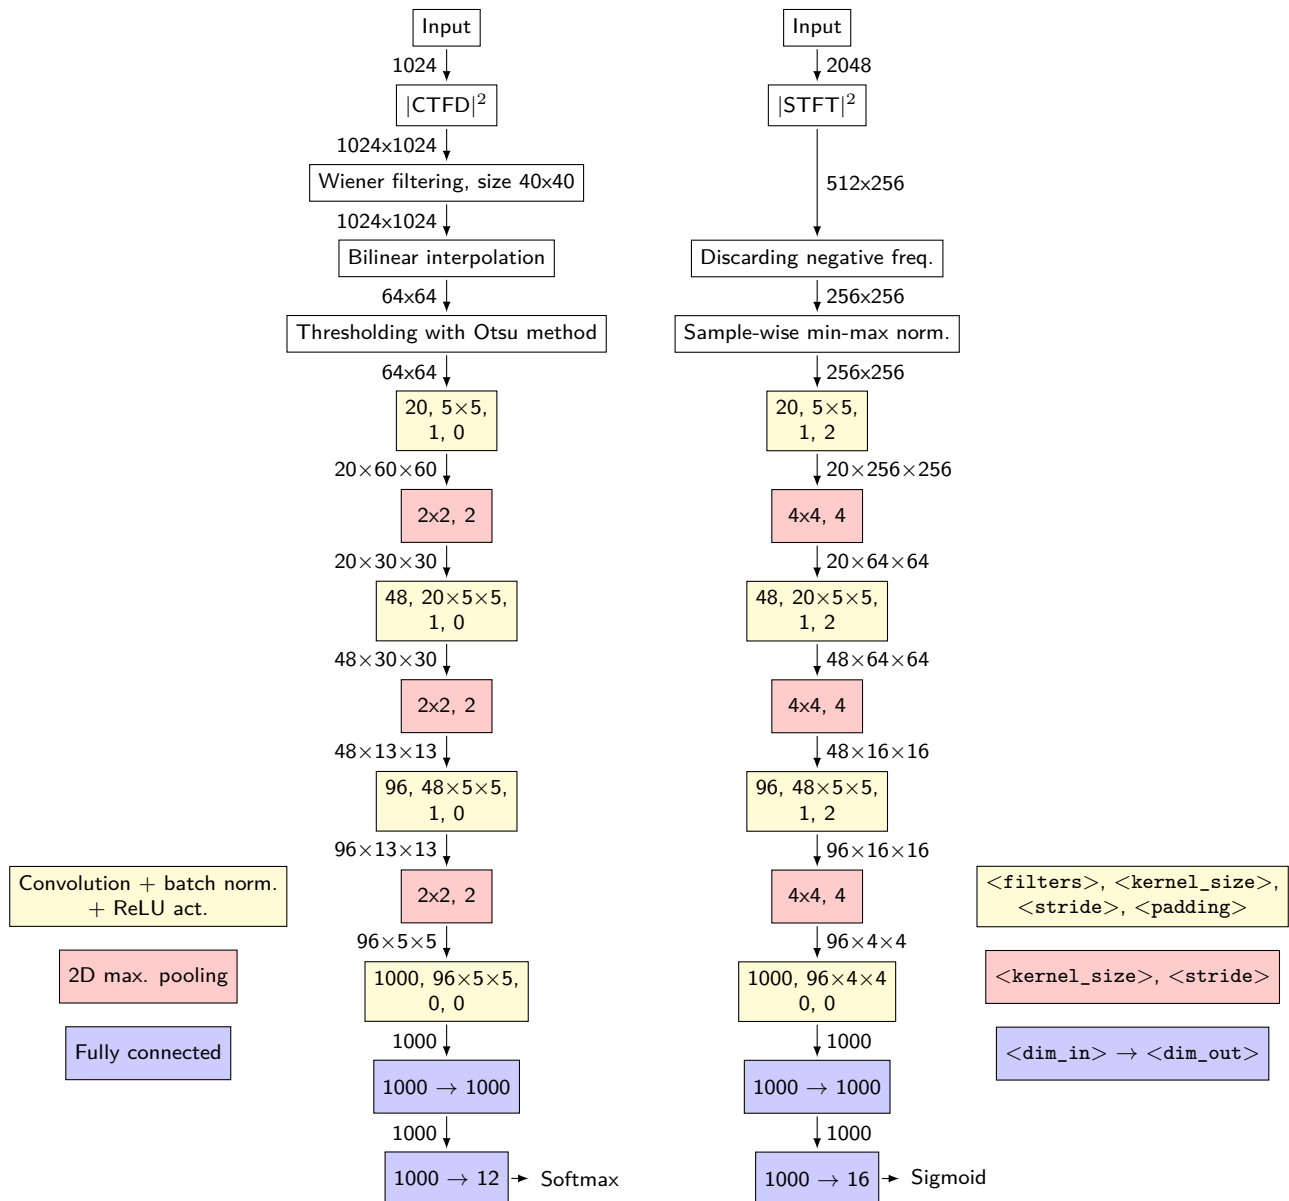 Input
1024
|CTFD|²
1024x1024
Wiener filtering, size 40x40
1024x1024
Bilinear interpolation
64x64
Thresholding with Otsu method
64x64
20, 5×5,
1, 0
20×60×60
2x2, 2
20×30×30
48, 20×5×5,
1, 0
48×30×30
2x2, 2
48×13×13
96, 48×5×5,
1, 0
96×13×13
2x2, 2
96×5×5
1000, 96×5×5,
0, 0
1000
1000 → 1000
1000
1000 → 12
Softmax
Input
2048
|STFT|²
512x256
Discarding negative freq.
256x256
Sample-wise min-max norm.
256x256
20, 5×5,
1, 2
20×256×256
4x4, 4
20×64×64
48, 20×5×5,
1, 2
48×64×64
4x4, 4
48×16×16
96, 48×5×5,
1, 2
96×16×16
4x4, 4
96×4×4
1000, 96×4×4
0, 0
1000
1000 → 1000
1000
1000 → 16
Sigmoid
Convolution + batch norm.
+ ReLU act.
2D max. pooling
Fully connected
<filters>, <kernel_size>,
<stride>, <padding>
<kernel_size>, <stride>
<dim_in> → <dim_out>